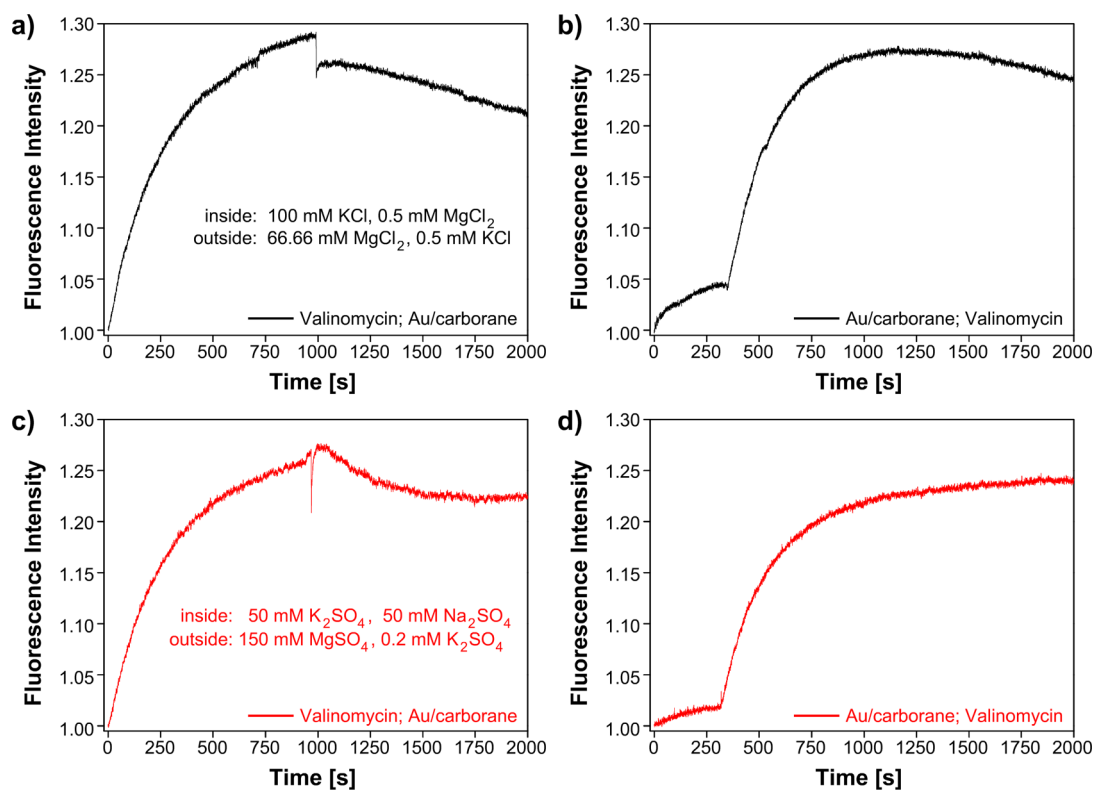 a)
Fluorescence Intensity
1.30
1.25
1.20
1.15
1.10
1.05
1.00
inside: 100 mM KCl, 0.5 mM MgCl₂
outside: 66.66 mM MgCl₂, 0.5 mM KCl
Valinomycin; Au/carborane
0 250 500 750 1000 1250 1500 1750 2000
Time [s]
b)
Fluorescence Intensity
1.30
1.25
1.20
1.15
1.10
1.05
1.00
Au/carborane; Valinomycin
0 250 500 750 1000 1250 1500 1750 2000
Time [s]
c)
Fluorescence Intensity
1.30
1.25
1.20
1.15
1.10
1.05
1.00
inside: 50 mM K₂SO₄, 50 mM Na₂SO₄
outside: 150 mM MgSO₄, 0.2 mM K₂SO₄
Valinomycin; Au/carborane
0 250 500 750 1000 1250 1500 1750 2000
Time [s]
d)
Fluorescence Intensity
1.30
1.25
1.20
1.15
1.10
1.05
1.00
Au/carborane; Valinomycin
0 250 500 750 1000 1250 1500 1750 2000
Time [s]